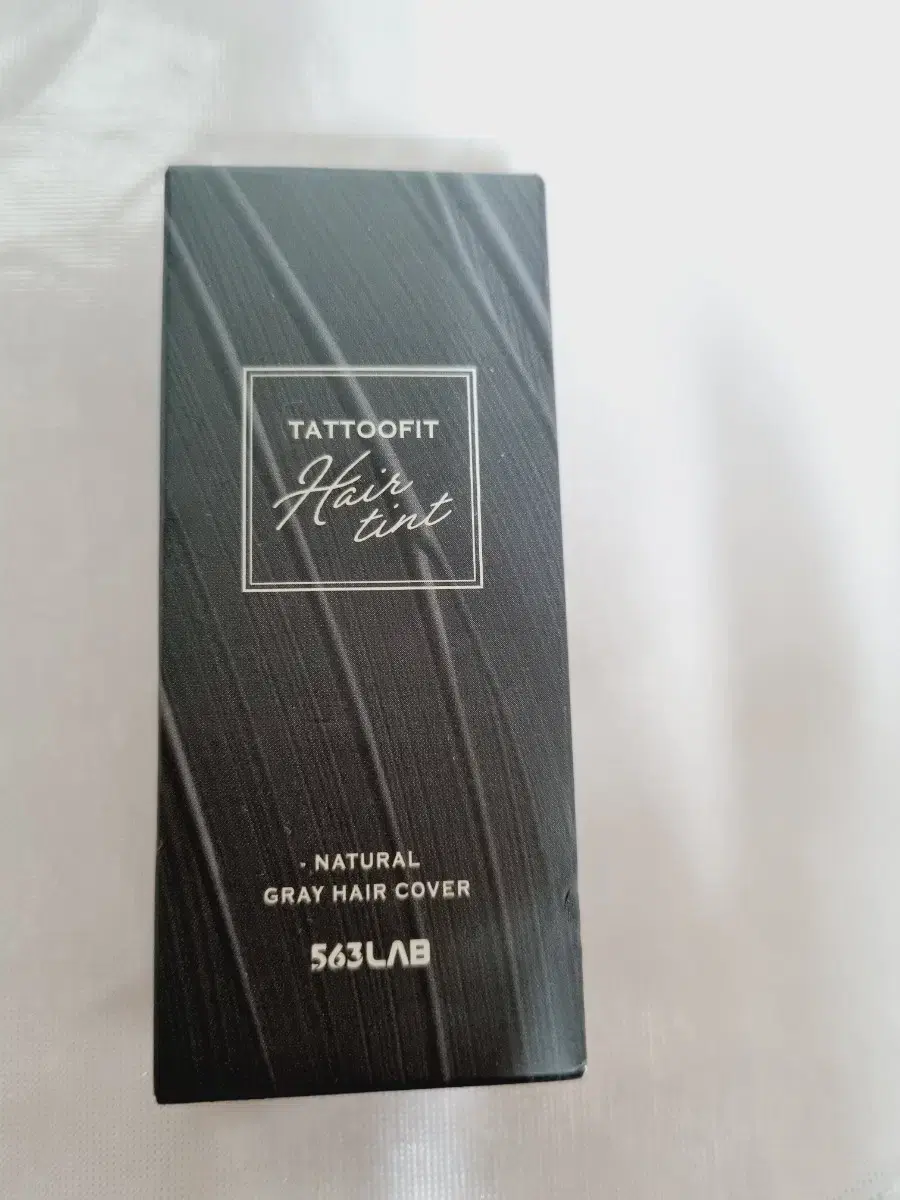 TATTOOFIT
Hair
tint
NATURAL
GRAY HAIR COVER
563LAB